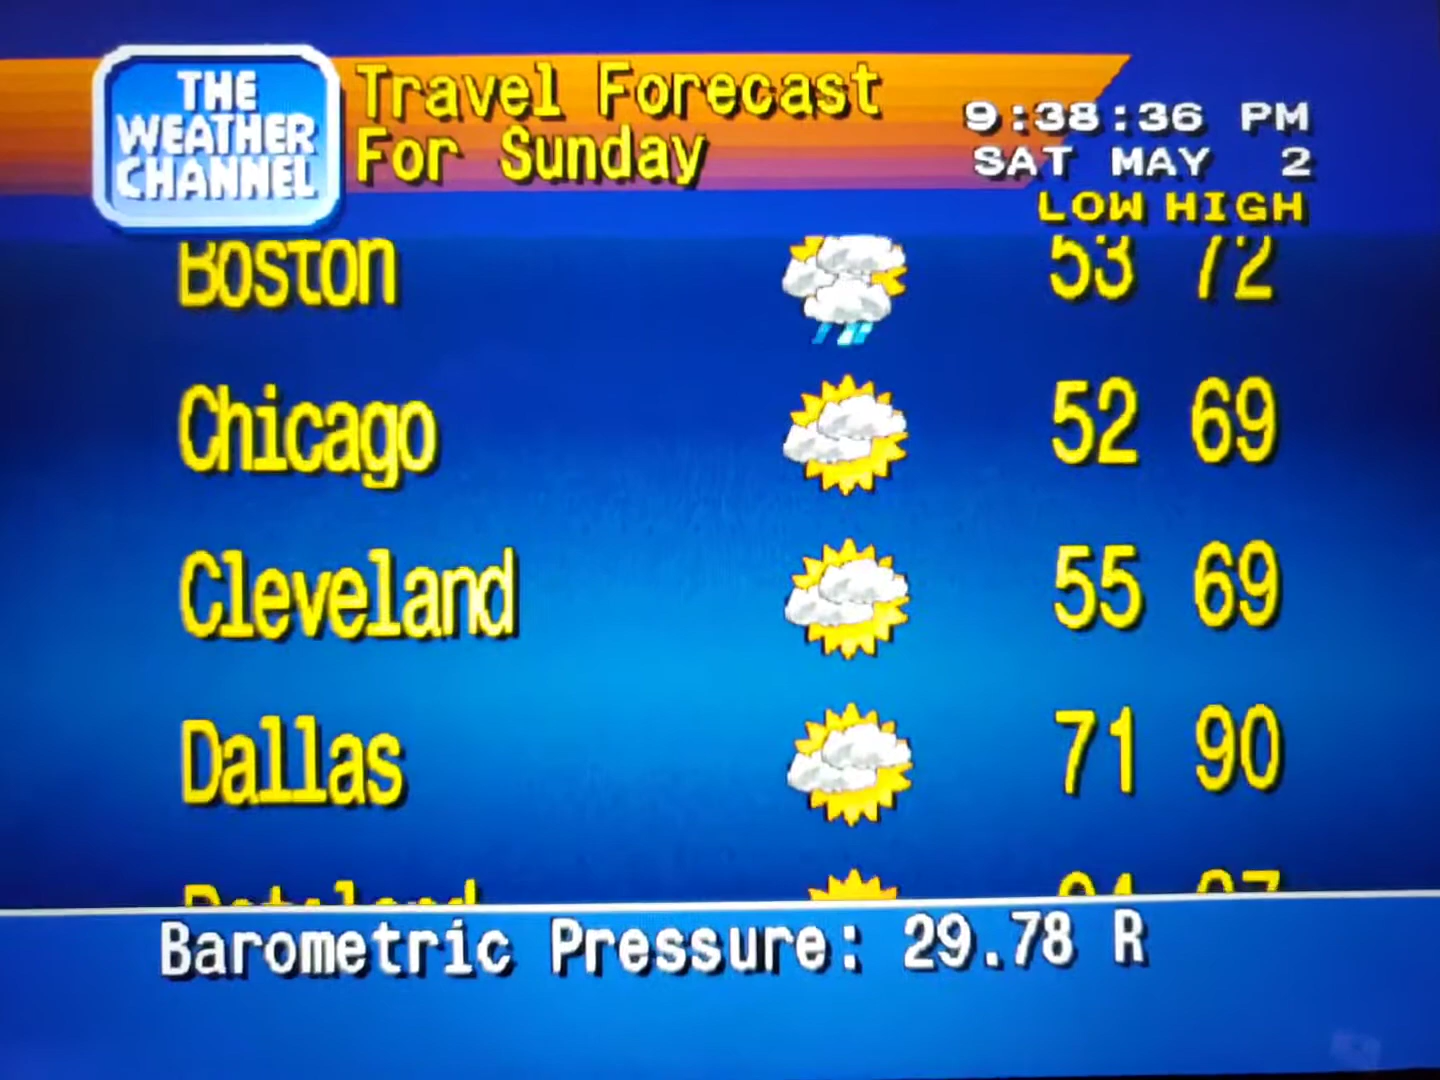 THE
WEATHER
CHANNEL
Travel Forecast
For Sunday
9:38:36 PM
SAT MAY 2
LOW HIGH
Boston 53 72
Chicago 52 69
Cleveland 55 69
Dallas 71 90
Barometric Pressure: 29.78 R